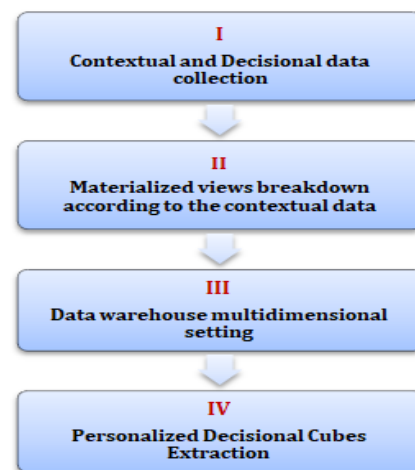 I
Contextual and Decisional data
collection
II
Materialized views breakdown
according to the contextual data
III
Data warehouse multidimensional
setting
IV
Personalized Decisional Cubes
Extraction